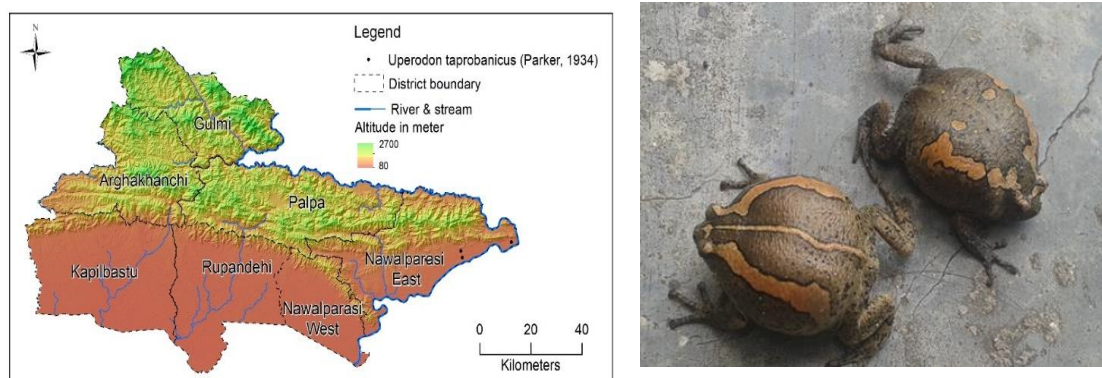 N
Legend
Uperodon taprobanicus (Parker, 1934)
District boundary
River & stream
Altitude in meter
2700
80
Gulmi
Arghakhanchi
Palpa
Kapilbastu
Rupandehi
Nawalparasi
East
Nawalparasi
West
0 20 40
Kilometers